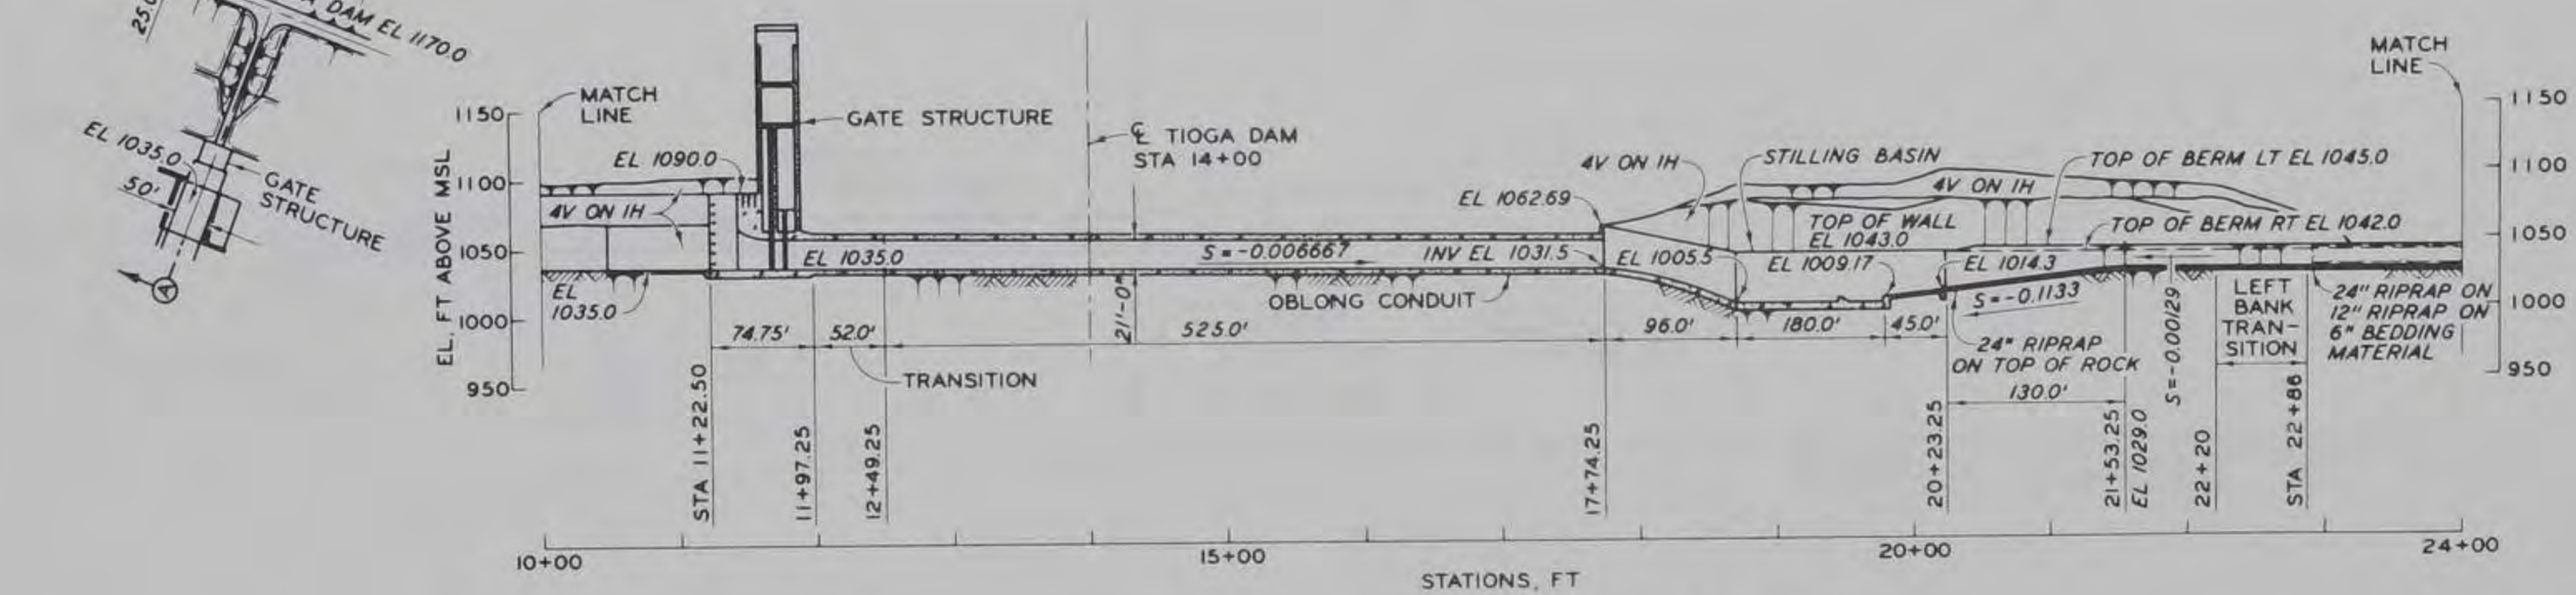 DAM EL 1170.0
EL 1035.0
50'
GATE
STRUCTURE
A
EL, FT ABOVE MSL
1150
1100
1050
1000
950
MATCH
LINE
EL 1090.0
4V ON 1H
EL
1035.0
GATE STRUCTURE
℄ TIOGA DAM
STA 14+00
EL 1035.0
S = -0.006667
INV EL 1031.5
OBLONG CONDUIT
21'-0"
74.75'
52.0'
525.0'
TRANSITION
STA 11+22.50
11+97.25
12+49.25
17+74.25
EL 1062.69
4V ON 1H
STILLING BASIN
4V ON 1H
TOP OF BERM LT EL 1045.0
TOP OF WALL
EL 1043.0
TOP OF BERM RT EL 1042.0
EL 1005.5
EL 1009.17
EL 1014.3
S = -0.1133
96.0'
180.0'
45.0'
24" RIPRAP
ON TOP OF ROCK
130.0'
20+23.25
21+53.25
EL 1029.0
S=-0.00129
22+20
LEFT
BANK
TRAN-
SITION
STA 22+86
24" RIPRAP ON
12" RIPRAP ON
6" BEDDING
MATERIAL
MATCH
LINE
1150
1100
1050
1000
950
10+00
15+00
20+00
24+00
STATIONS, FT